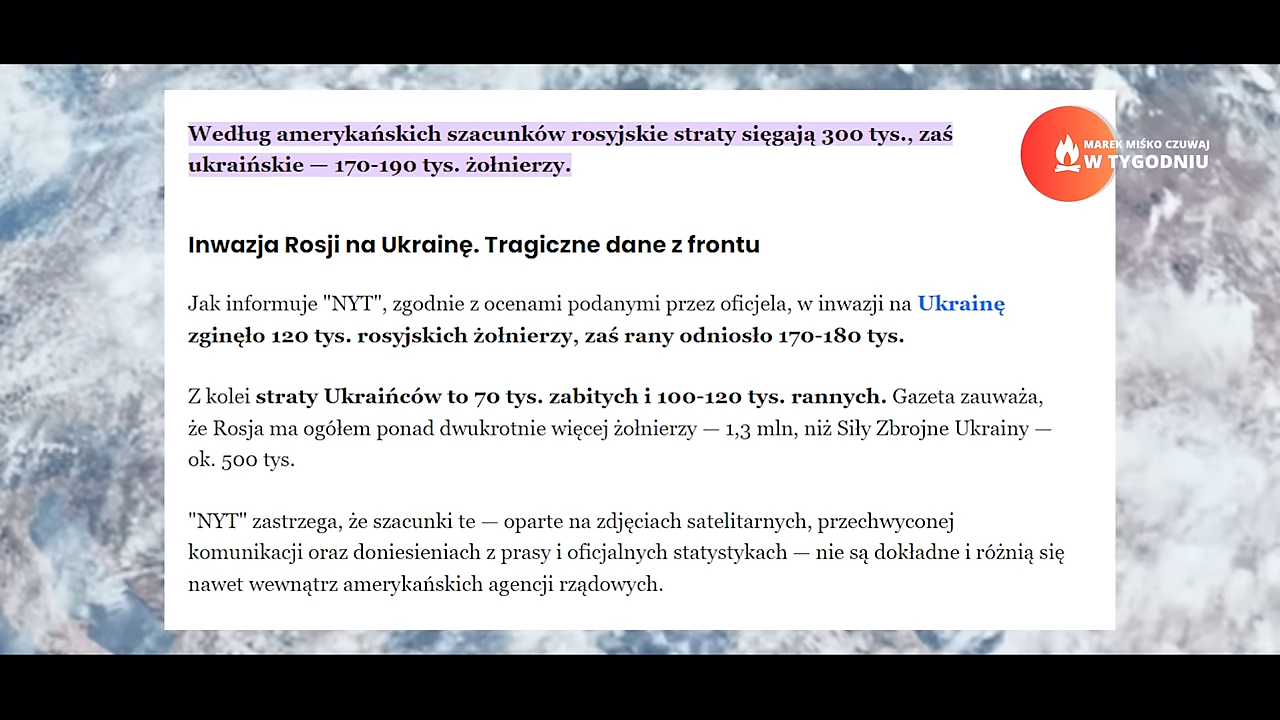 Według amerykańskich szacunków rosyjskie straty sięgają 300 tys., zaś
ukraińskie — 170-190 tys. żołnierzy.
MAREK MIŚKO CZUWAJ
W TYGODNIU
Inwazja Rosji na Ukrainę. Tragiczne dane z frontu
Jak informuje "NYT", zgodnie z ocenami podanymi przez oficjela, w inwazji na Ukrainę
zginęło 120 tys. rosyjskich żołnierzy, zaś rany odniosło 170-180 tys.
Z kolei straty Ukraińców to 70 tys. zabitych i 100-120 tys. rannych. Gazeta zauważa,
że Rosja ma ogółem ponad dwukrotnie więcej żołnierzy — 1,3 mln, niż Siły Zbrojne Ukrainy —
ok. 500 tys.
"NYT" zastrzega, że szacunki te — oparte na zdjęciach satelitarnych, przechwyconej
komunikacji oraz doniesieniach z prasy i oficjalnych statystykach — nie są dokładne i różnią się
nawet wewnątrz amerykańskich agencji rządowych.